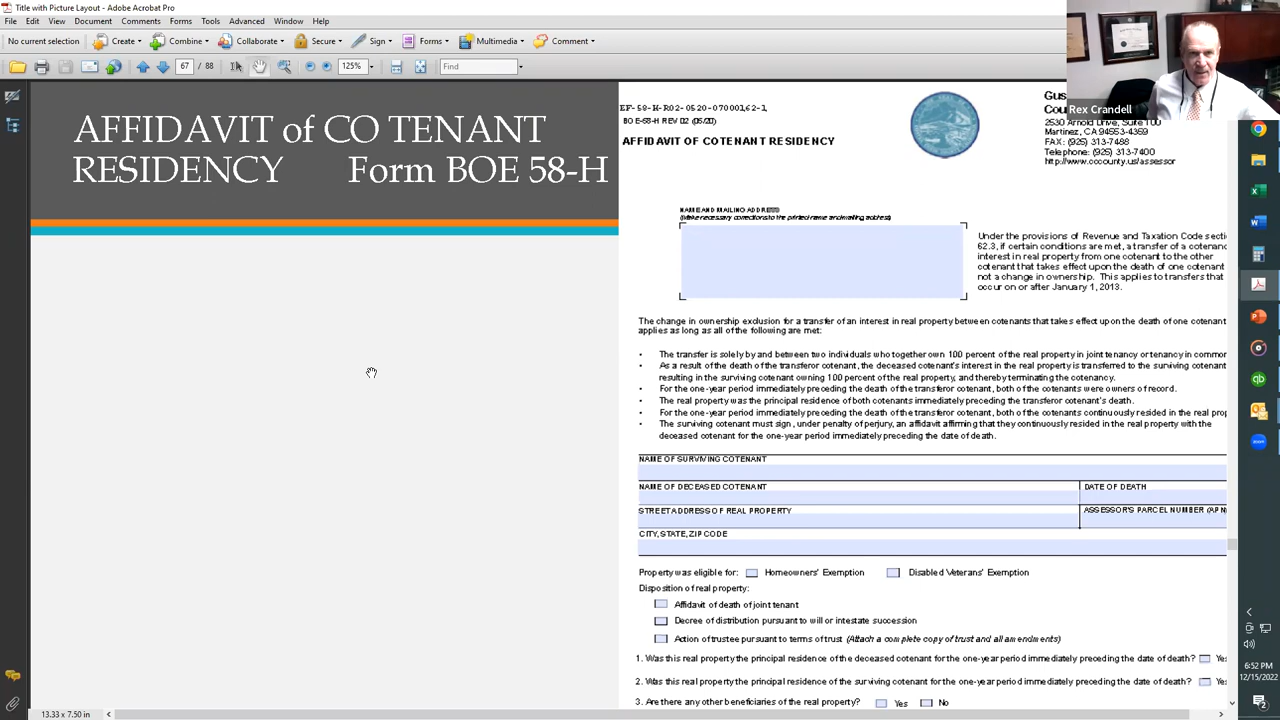 Title with Picture Layout - Adobe Acrobat Pro
File Edit View Document Comments Forms Tools Advanced Window Help
No current selection Create Combine Collaborate Secure Sign Forms Multimedia Comment
67 / 88 125% Find
Rex Crandell
AFFIDAVIT of COTENANT
RESIDENCY Form BOE 58-H
EF-58-H-R02-0520-07000162-1
BOE-58-H REV 02 (05/20)
AFFIDAVIT OF COTENANT RESIDENCY
Gus
Cou
2530 Arnold Drive, Suite 100
Martinez, CA 94553-4359
FAX: (925) 313-7488
Telephone: (925) 313-7400
http://www.cccounty.us/assessor
NAME AND MAILING ADDRESS
(Make necessary corrections to the printed name and mailing address)
Under the provisions of Revenue and Taxation Code secti
62.3, if certain conditions are met, a transfer of a cotenanc
interest in real property from one cotenant to the other
cotenant that takes effect upon the death of one cotenant
not a change in ownership. This applies to transfers that
occur on or after January 1, 2013.
The change in ownership exclusion for a transfer of an interest in real property between cotenants that takes effect upon the death of one cotenant
applies as long as all of the following are met:
• The transfer is solely by and between two individuals who together own 100 percent of the real property in joint tenancy or tenancy in common
• As a result of the death of the transferor cotenant, the deceased cotenant's interest in the real property is transferred to the surviving cotenant
resulting in the surviving cotenant owning 100 percent of the real property, and thereby terminating the cotenancy.
• For the one-year period immediately preceding the death of the transferor cotenant, both of the cotenants were owners of record.
• The real property was the principal residence of both cotenants immediately preceding the transferor cotenant's death.
• For the one-year period immediately preceding the death of the transferor cotenant, both of the cotenants continuously resided in the real prop
• The surviving cotenant must sign, under penalty of perjury, an affidavit affirming that they continuously resided in the real property with the
deceased cotenant for the one-year period immediately preceding the date of death.
NAME OF SURVIVING COTENANT
NAME OF DECEASED COTENANT DATE OF DEATH
STREET ADDRESS OF REAL PROPERTY ASSESSOR'S PARCEL NUMBER (APN)
CITY, STATE, ZIP CODE
Property was eligible for: Homeowners' Exemption Disabled Veterans' Exemption
Disposition of real property:
Affidavit of death of joint tenant
Decree of distribution pursuant to will or intestate succession
Action of trustee pursuant to terms of trust (Attach a complete copy of trust and all amendments)
1. Was this real property the principal residence of the deceased cotenant for the one-year period immediately preceding the date of death? Yes
2. Was this real property the principal residence of the surviving cotenant for the one-year period immediately preceding the date of death? Yes
3. Are there any other beneficiaries of the real property? Yes No
13.33 x 7.50 in
6:52 PM
12/15/2022